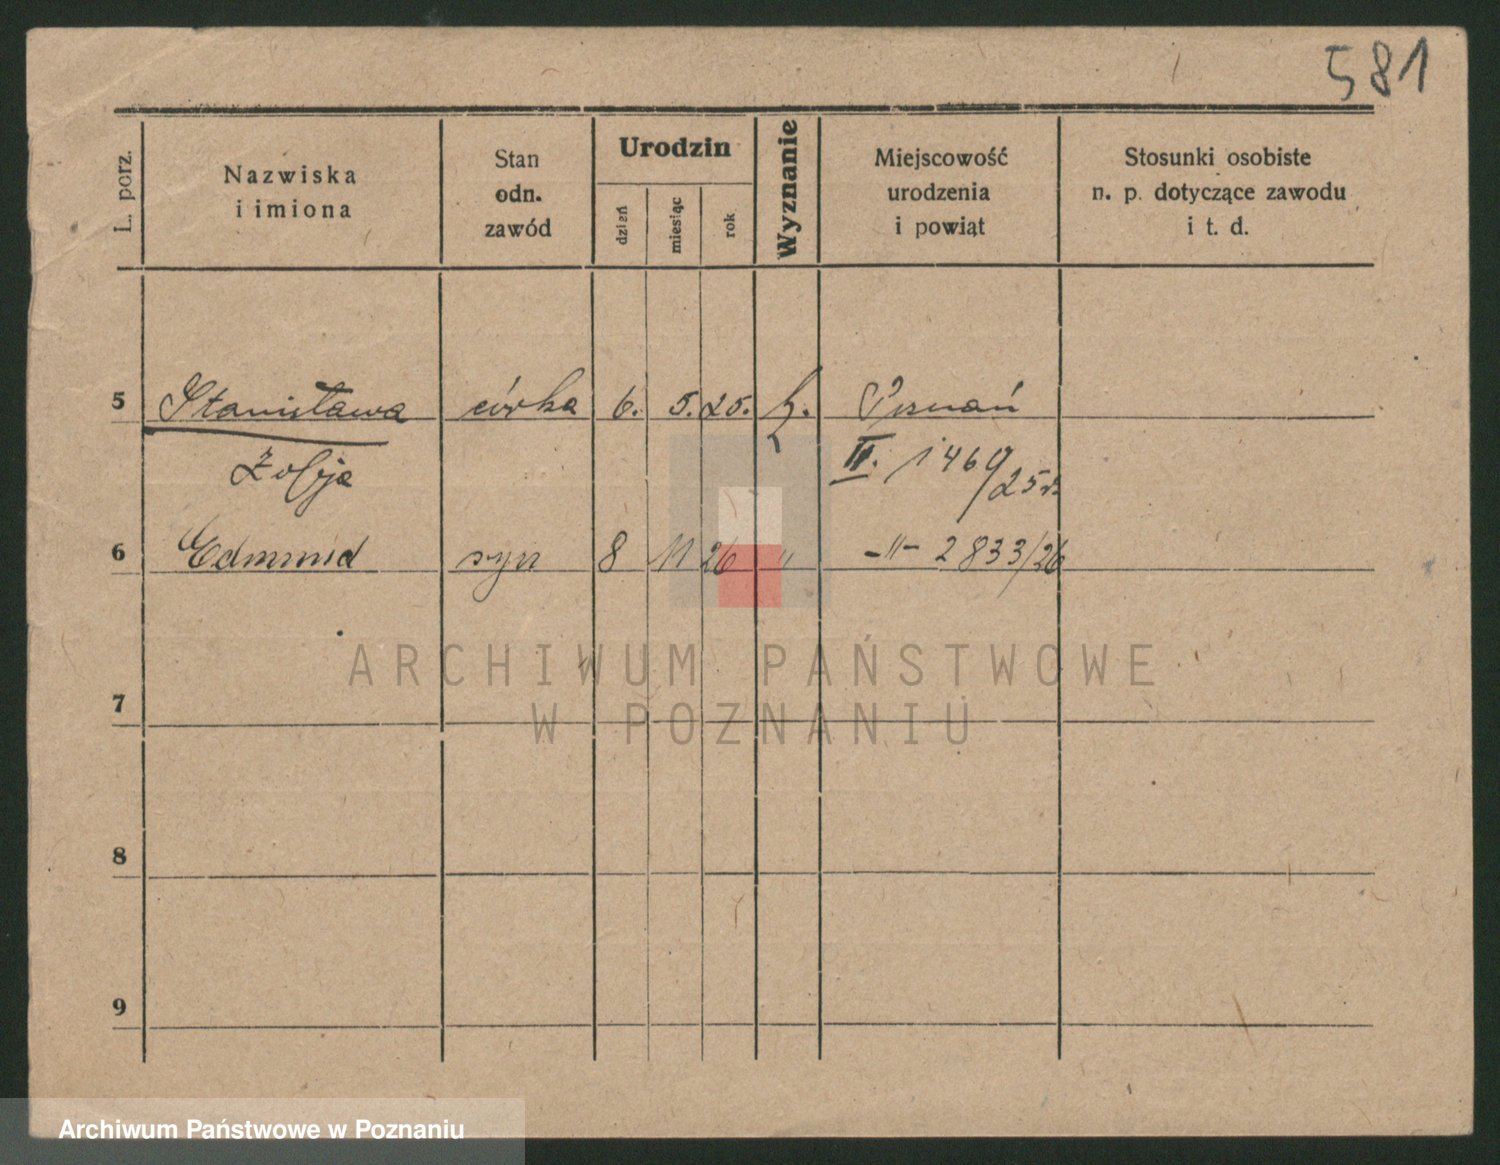 581
L. porz.
Nazwiska
i imiona
Stan
odn.
zawód
Urodzin
dzień
miesiąc
rok
Wyznanie
Miejscowość
urodzenia
i powiąt
Stosunki osobiste
n. p. dotyczące zawodu
i t. d.
5 Stanisława córka 6. 5. 25. k. Poznań
Zofja II. 1469/25
6 Edmund syn 8 11 26 " -"- 2833/26
7
8
9
ARCHIWUM PAŃSTWOWE
W POZNANIU
Archiwum Państwowe w Poznaniu